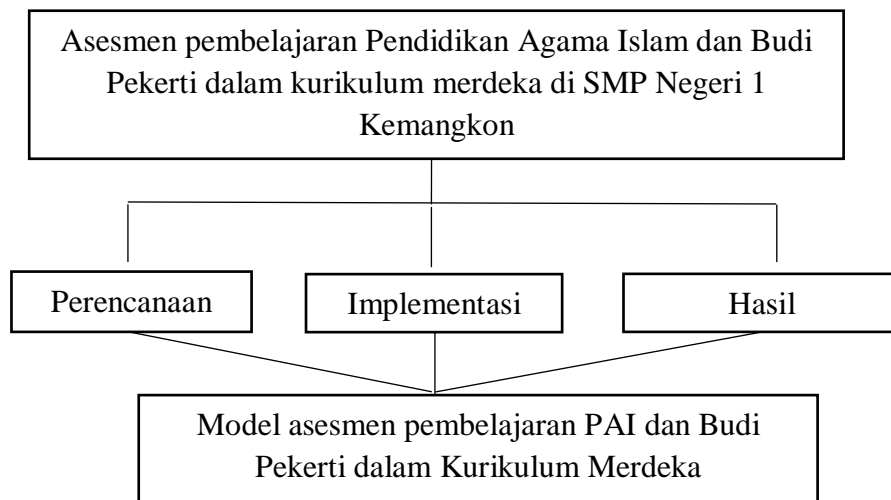 Asesmen pembelajaran Pendidikan Agama Islam dan Budi
Pekerti dalam kurikulum merdeka di SMP Negeri 1
Kemangkon
Perencanaan
Implementasi
Hasil
Model asesmen pembelajaran PAI dan Budi
Pekerti dalam Kurikulum Merdeka